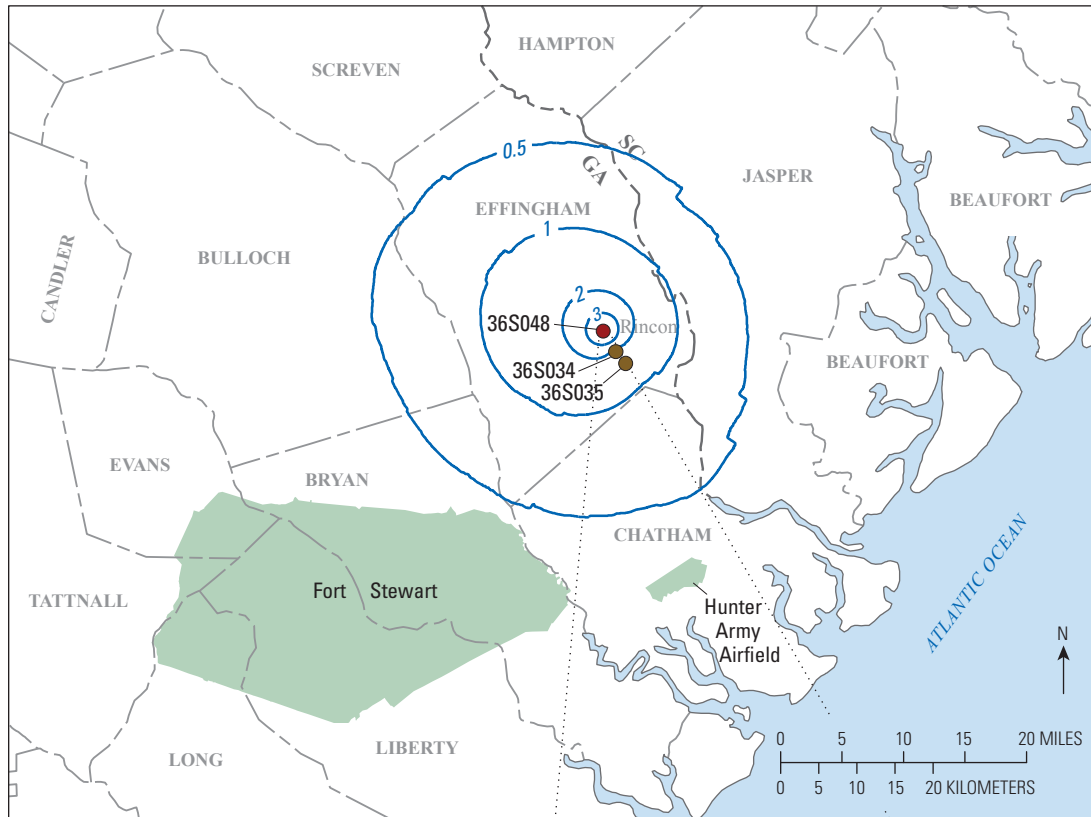 HAMPTON
SCREVEN
0.5
SC
GA
JASPER
BEAUFORT
EFFINGHAM
1
CANDLER
BULLOCH
2
3
36S048
Rincon
36S034
36S035
BEAUFORT
EVANS
BRYAN
CHATHAM
ATLANTIC OCEAN
Fort Stewart
TATTNALL
Hunter
Army
Airfield
N
LONG
LIBERTY
0 5 10 15 20 MILES
0 5 10 15 20 KILOMETERS